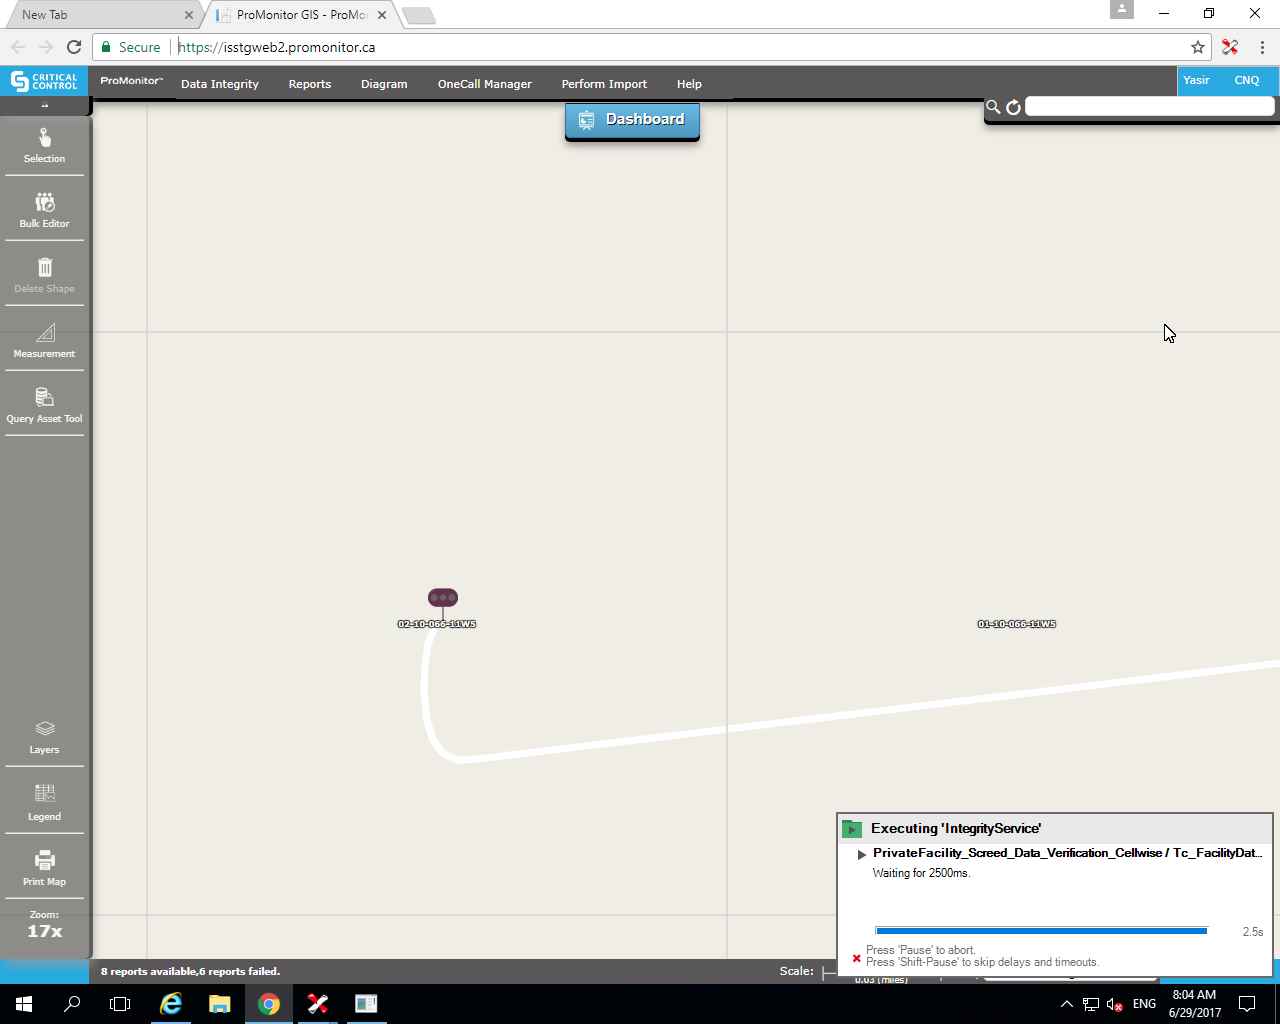 New Tab
ProMonitor GIS - ProMo
Secure
https://isstgweb2.promonitor.ca
CRITICAL
CONTROL
ProMonitor™
Data Integrity
Reports
Diagram
OneCall Manager
Perform Import
Help
Yasir
CNQ
Dashboard
Selection
Bulk Editor
Delete Shape
Measurement
Query Asset Tool
02-10-066-11W5
01-10-066-11W5
Layers
Legend
Print Map
Zoom:
17x
Executing 'IntegrityService'
PrivateFacility_Screed_Data_Verification_Cellwise / Tc_FacilityDat...
Waiting for 2500ms.
2.5s
Press 'Pause' to abort.
Press 'Shift-Pause' to skip delays and timeouts.
8 reports available,6 reports failed.
Scale:
0.03 (miles)
ENG
8:04 AM
6/29/2017